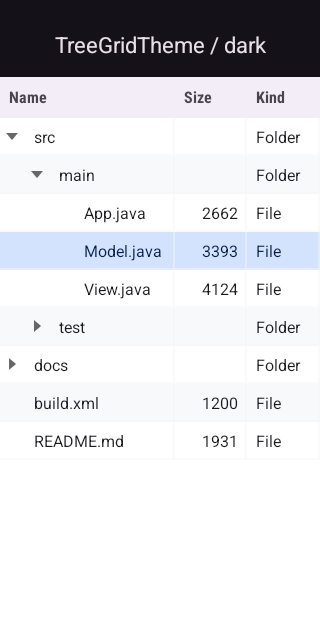 TreeGridTheme / dark
Name Size Kind
src Folder
main Folder
App.java 2662 File
Model.java 3393 File
View.java 4124 File
test Folder
docs Folder
build.xml 1200 File
README.md 1931 File